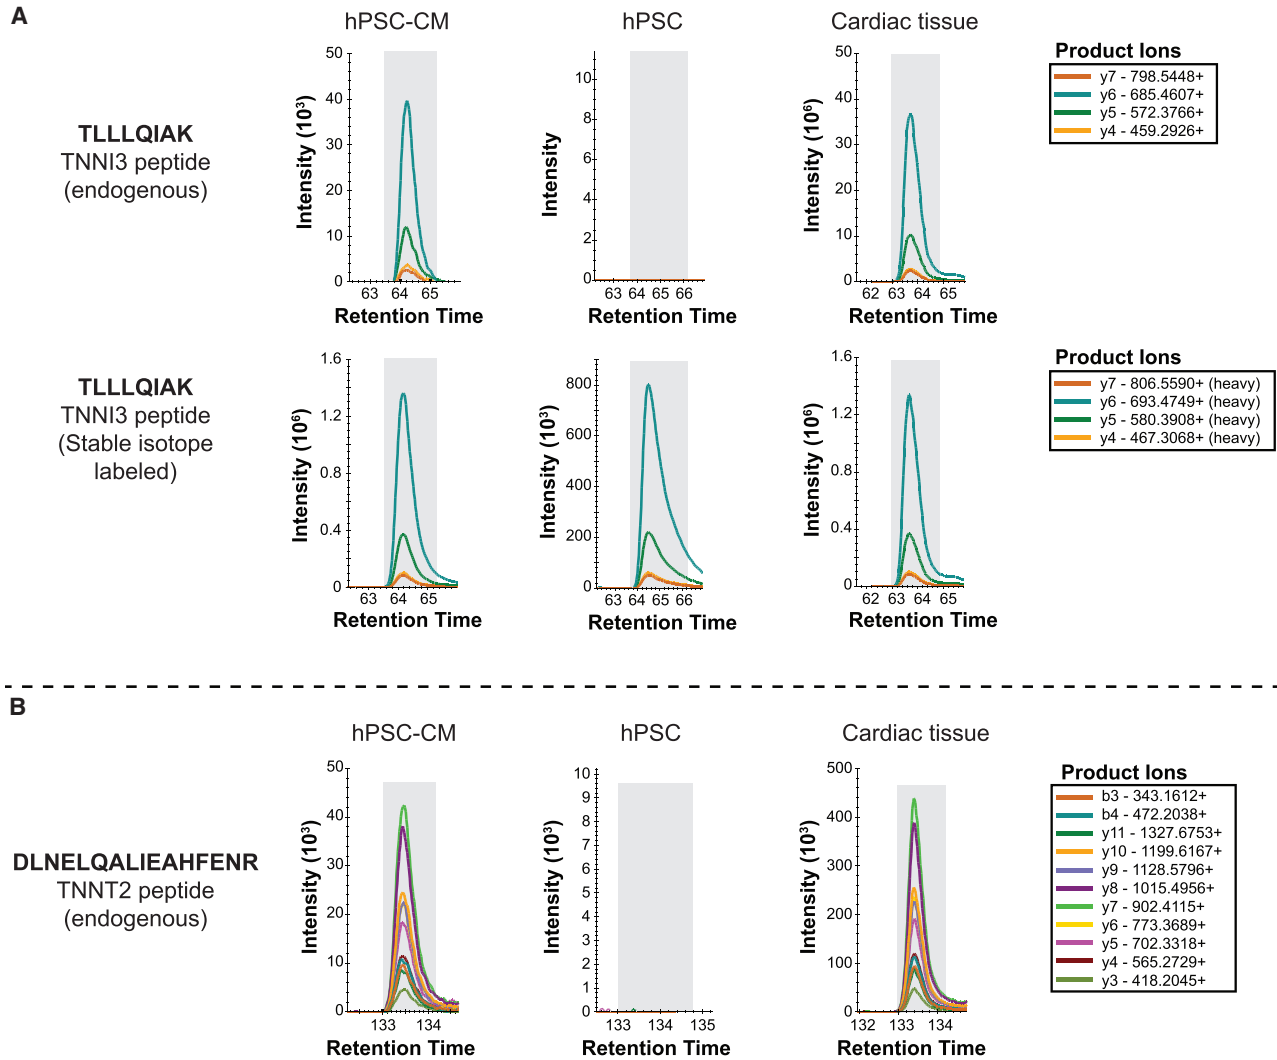 A
hPSC-CM
hPSC
Cardiac tissue
TLLLQIAK
TNNI3 peptide
(endogenous)
Intensity (10³)
50
40
30
20
10
0
63 64 65
Retention Time
Intensity
10
8
6
4
2
0
63 64 65 66
Retention Time
Intensity (10⁶)
50
40
30
20
10
0
62 63 64 65
Retention Time
Product Ions
y7 - 798.5448+
y6 - 685.4607+
y5 - 572.3766+
y4 - 459.2926+
TLLLQIAK
TNNI3 peptide
(Stable isotope
labeled)
Intensity (10⁶)
1.6
1.2
0.8
0.4
0
63 64 65
Retention Time
Intensity (10³)
800
600
400
200
0
63 64 65 66
Retention Time
Intensity (10⁶)
1.6
1.2
0.8
0.4
0
62 63 64 65
Retention Time
Product Ions
y7 - 806.5590+ (heavy)
y6 - 693.4749+ (heavy)
y5 - 580.3908+ (heavy)
y4 - 467.3068+ (heavy)
B
hPSC-CM
hPSC
Cardiac tissue
DLNELQALIEAHFENR
TNNT2 peptide
(endogenous)
Intensity (10³)
50
40
30
20
10
0
133 134
Retention Time
Intensity (10³)
10
9
8
7
6
5
4
3
2
1
0
133 134 135
Retention Time
Intensity (10³)
500
400
300
200
100
0
132 133 134
Retention Time
Product Ions
b3 - 343.1612+
b4 - 472.2038+
y11 - 1327.6753+
y10 - 1199.6167+
y9 - 1128.5796+
y8 - 1015.4956+
y7 - 902.4115+
y6 - 773.3689+
y5 - 702.3318+
y4 - 565.2729+
y3 - 418.2045+